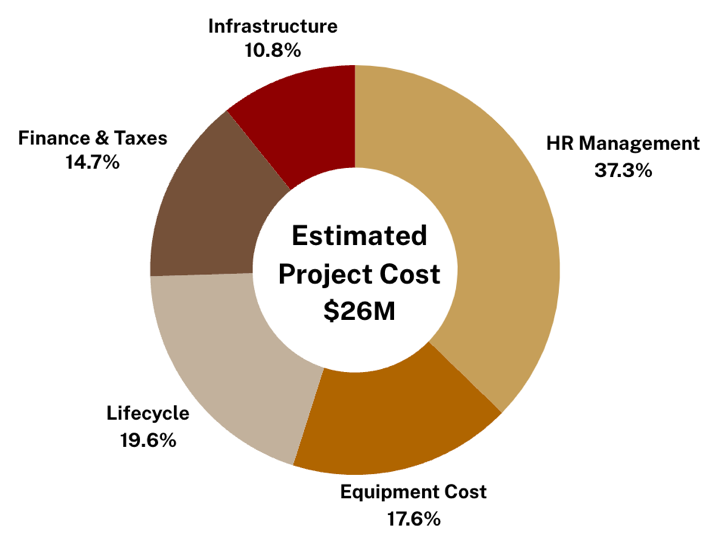 Infrastructure
10.8%
Finance & Taxes
14.7%
HR Management
37.3%
Estimated
Project Cost
$26M
Lifecycle
19.6%
Equipment Cost
17.6%